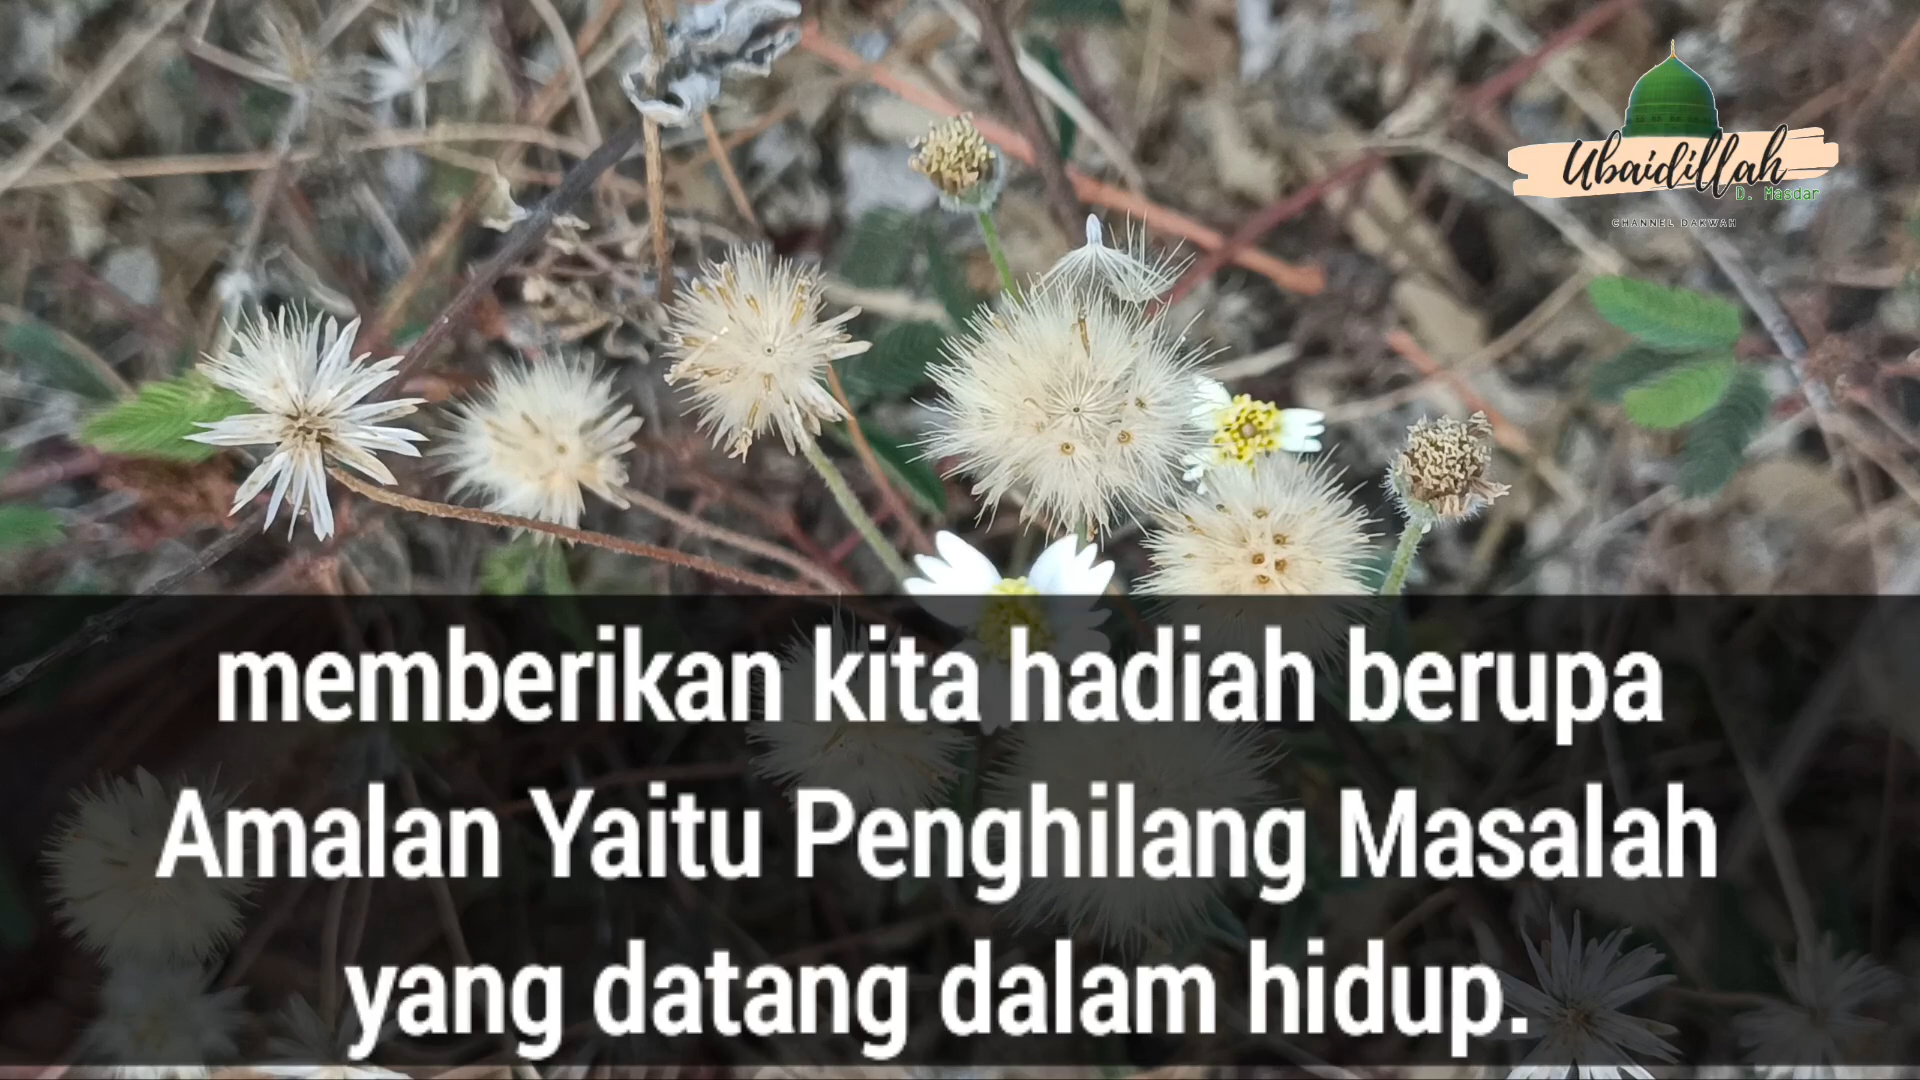 Ubaidillah
D. Masdar
CHANNEL DAKWAH
memberikan kita hadiah berupa
Amalan Yaitu Penghilang Masalah
yang datang dalam hidup.